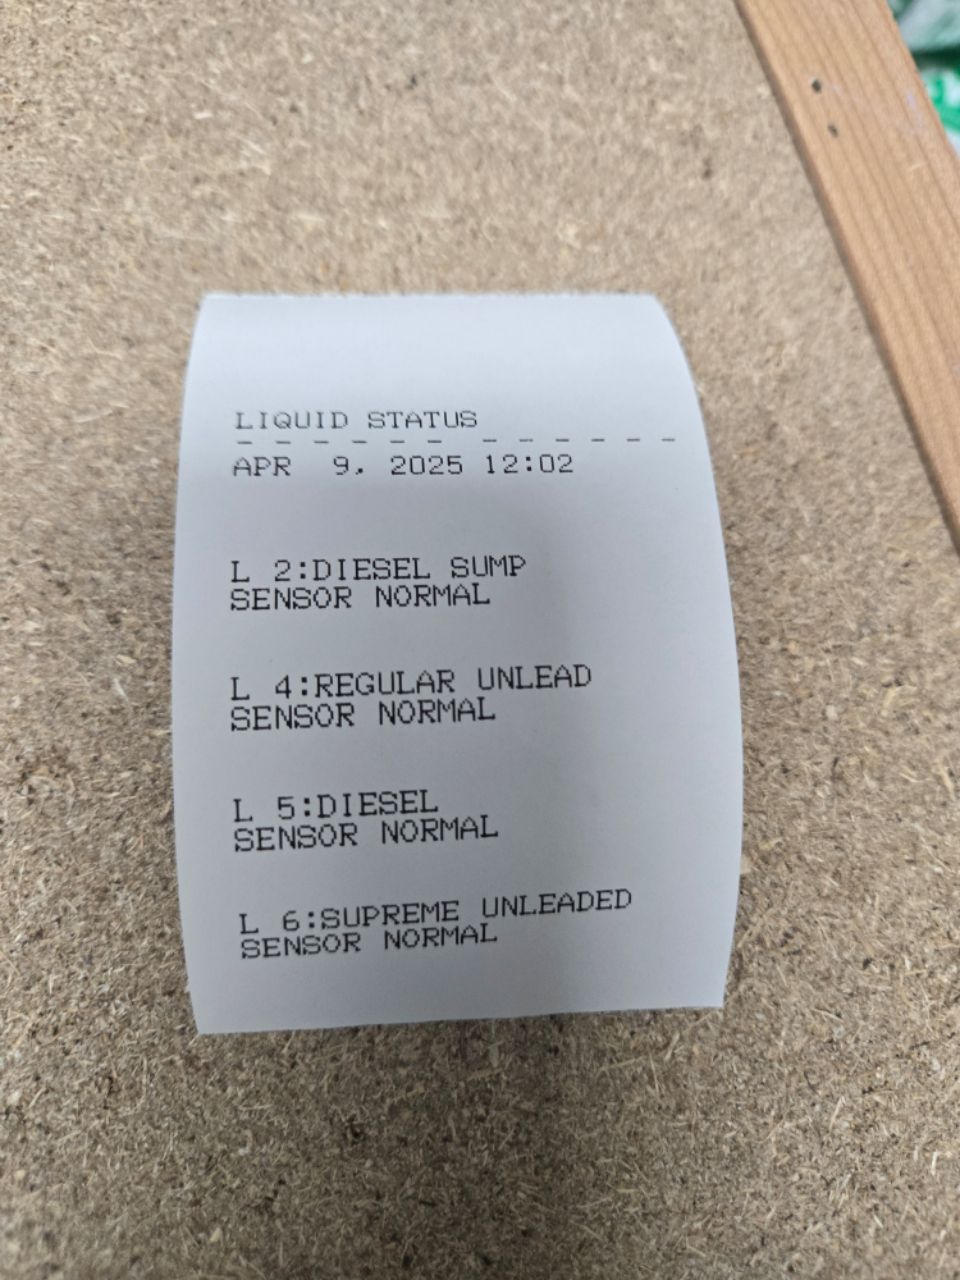 LIQUID STATUS
- - - - - - - - - - - -
APR 9, 2025 12:02
L 2:DIESEL SUMP
SENSOR NORMAL
L 4:REGULAR UNLEAD
SENSOR NORMAL
L 5:DIESEL
SENSOR NORMAL
L 6:SUPREME UNLEADED
SENSOR NORMAL